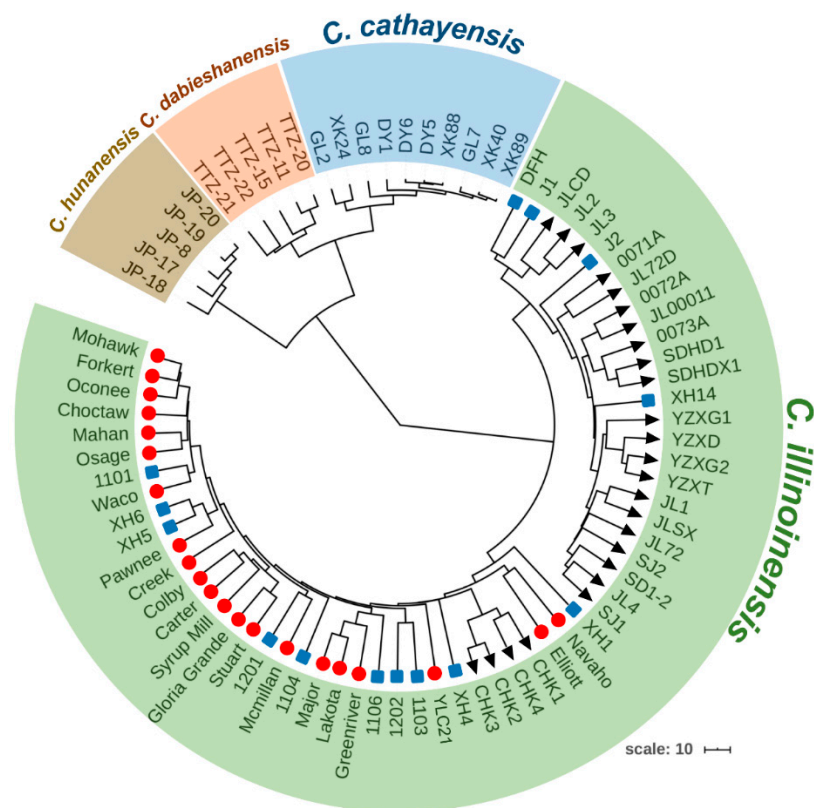 C. hunanensis
C. dabieshanensis
C. cathayensis
C. illinoinensis
JP-18
JP-17
JP-8
JP-19
JP-20
TTZ-21
TTZ-22
TTZ-15
TTZ-11
TTZ-20
GL2
XK24
GL8
DY1
DY6
DY5
XK88
GL7
XK40
XK89
DFH
J1
JLCD
JL2
JL3
J2
0071A
JL72D
0072A
JL00011
0073A
SDHD1
SDHDX1
XH14
YZXG1
YZXD
YZXG2
YZXT
JL1
JLSX
JL72
SJ2
SD1-2
JL4
SJ1
XH1
Navaho
Elliott
CHK1
CHK4
CHK2
CHK3
XH4
YLC21
1103
1202
1106
Greenriver
Lakota
Major
1104
Mcmillan
1201
Stuart
Gloria Grande
Syrup Mill
Carter
Colby
Creek
Pawnee
XH5
XH6
Waco
1101
Osage
Mahan
Choctaw
Oconee
Forkert
Mohawk
scale: 10